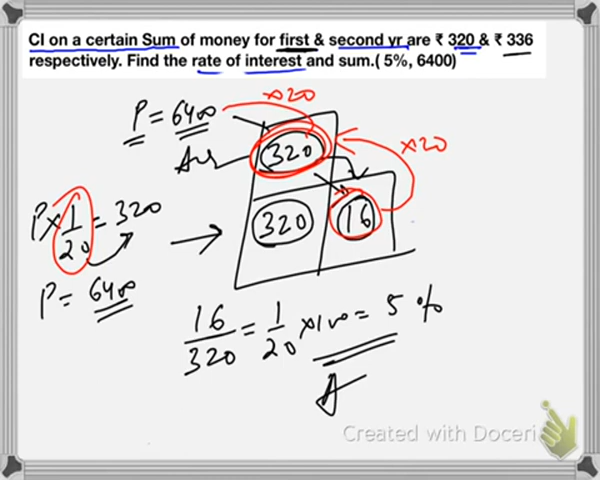 CI on a certain Sum of money for first & second yr are ₹ 320 & ₹ 336
respectively. Find the rate of interest and sum.( 5%, 6400)
P = 6400
×20
320
×20
P × 1/20 = 320
320
16
P = 6400
16/320 = 1/20 ×100 = 5 %
Created with Doceri